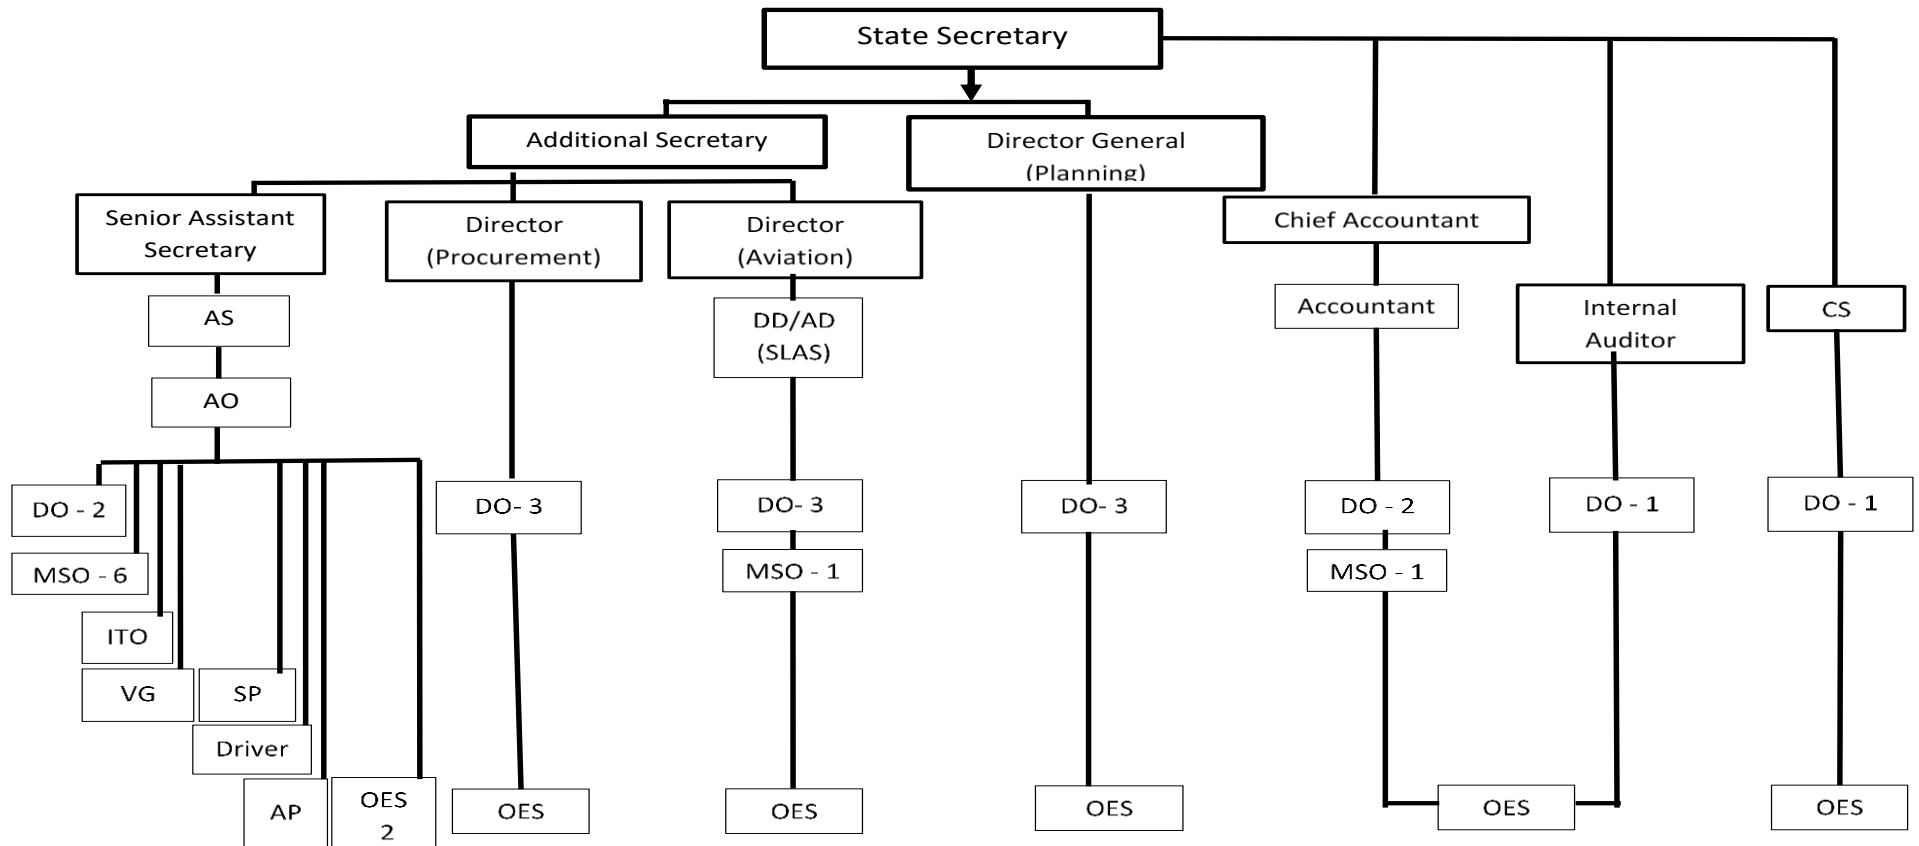 State Secretary
Additional Secretary
Director General
(Planning)
Senior Assistant
Secretary
Director
(Procurement)
Director
(Aviation)
Chief Accountant
AS
DD/AD
(SLAS)
Accountant
Internal
Auditor
CS
AO
DO - 2
DO- 3
DO- 3
DO- 3
DO - 2
DO - 1
DO - 1
MSO - 6
MSO - 1
MSO - 1
ITO
VG
SP
Driver
AP
OES
2
OES
OES
OES
OES
OES